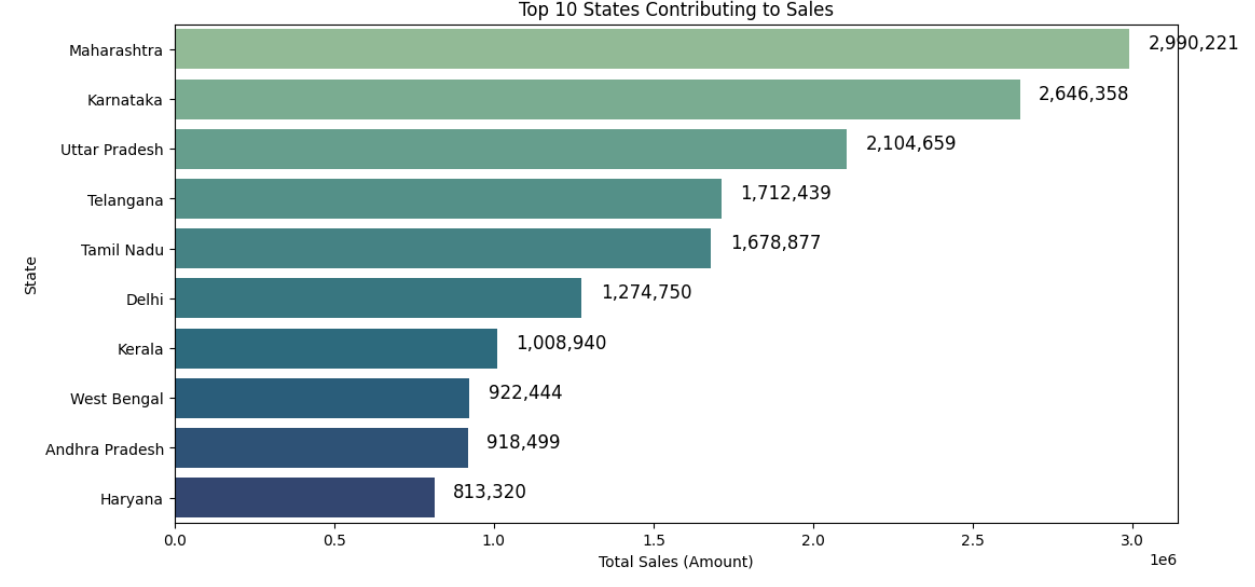 Top 10 States Contributing to Sales
Maharashtra 2,990,221
Karnataka 2,646,358
Uttar Pradesh 2,104,659
Telangana 1,712,439
Tamil Nadu 1,678,877
State
Delhi 1,274,750
Kerala 1,008,940
West Bengal 922,444
Andhra Pradesh 918,499
Haryana 813,320
0.0 0.5 1.0 1.5 2.0 2.5 3.0
Total Sales (Amount) 1e6